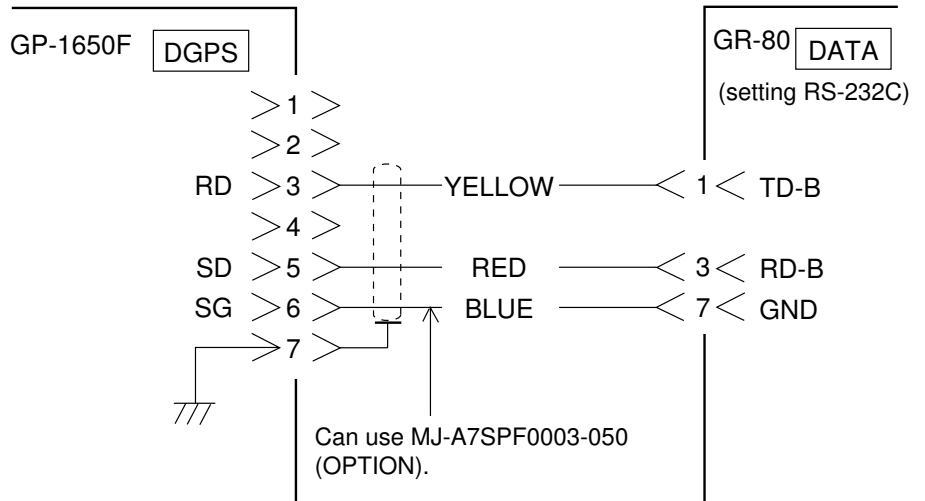 GP-1650F DGPS
GR-80 DATA
(setting RS-232C)
1
2
RD 3 YELLOW 1 TD-B
4
SD 5 RED 3 RD-B
SG 6 BLUE 7 GND
7
Can use MJ-A7SPF0003-050
(OPTION).